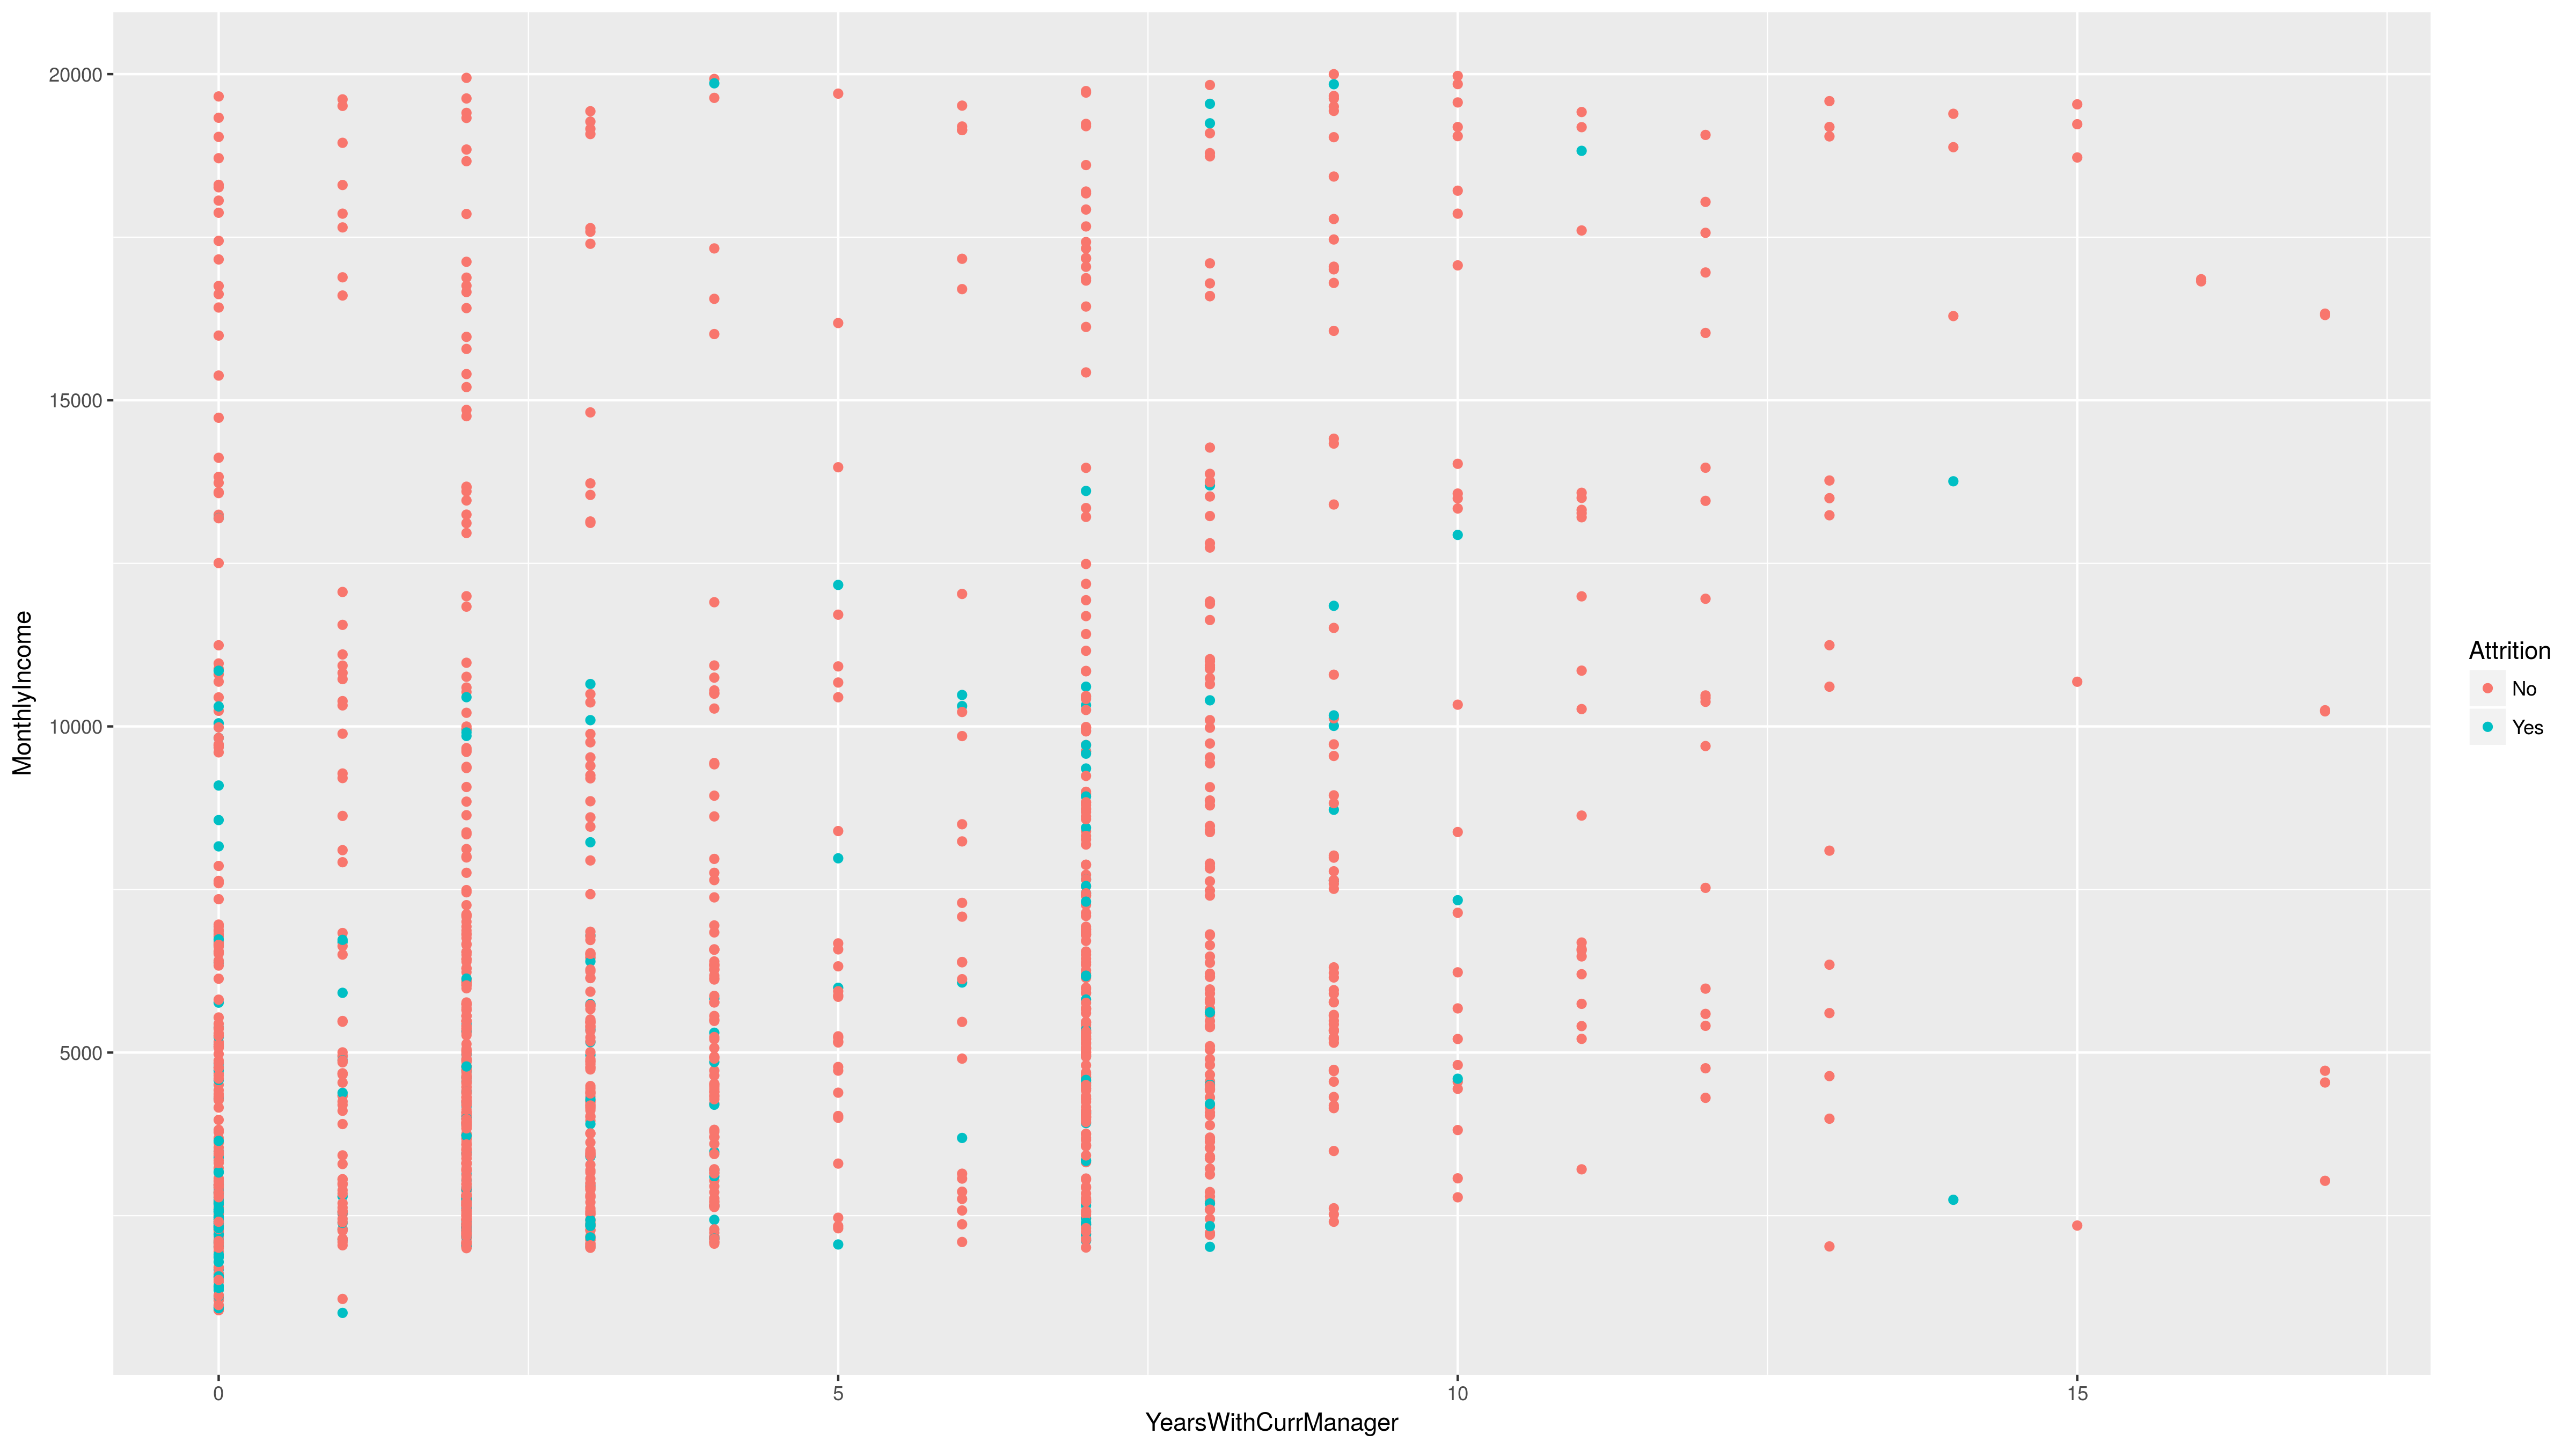 20000
15000
10000
5000
MonthlyIncome
0
5
10
15
YearsWithCurrManager
Attrition
No
Yes